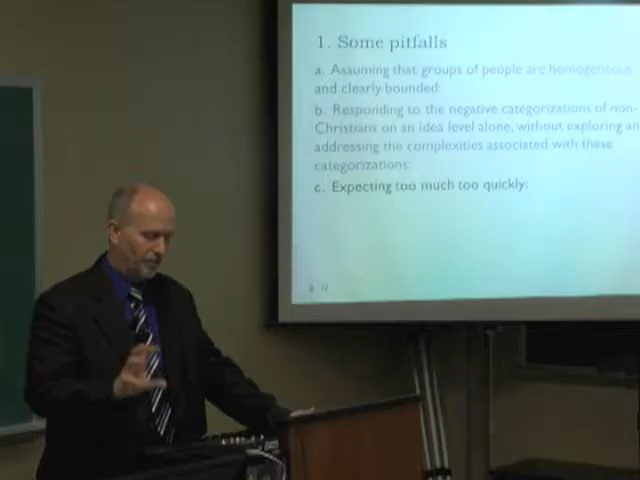 1. Some pitfalls
a. Assuming that groups of people are homogeneous
and clearly bounded:
b. Responding to the negative categorizations of non-
Christians on an idea level alone, without exploring an
addressing the complexities associated with these
categorizations:
c. Expecting too much too quickly: